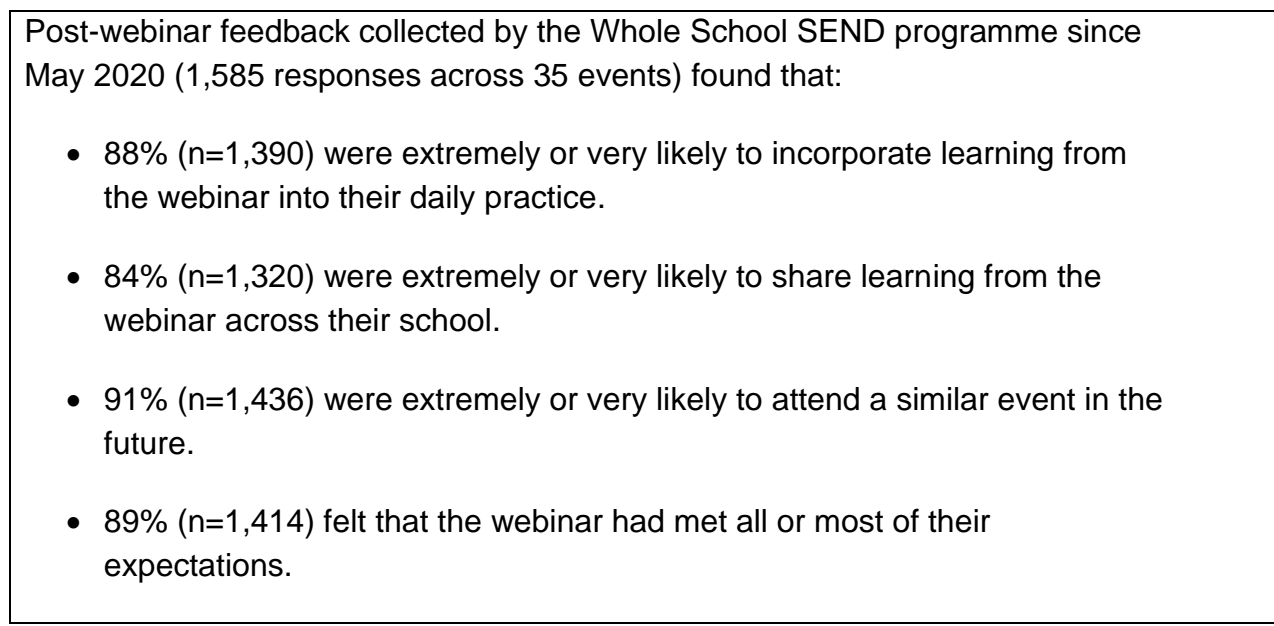 Post-webinar feedback collected by the Whole School SEND programme since
May 2020 (1,585 responses across 35 events) found that:
• 88% (n=1,390) were extremely or very likely to incorporate learning from
the webinar into their daily practice.
• 84% (n=1,320) were extremely or very likely to share learning from the
webinar across their school.
• 91% (n=1,436) were extremely or very likely to attend a similar event in the
future.
• 89% (n=1,414) felt that the webinar had met all or most of their
expectations.